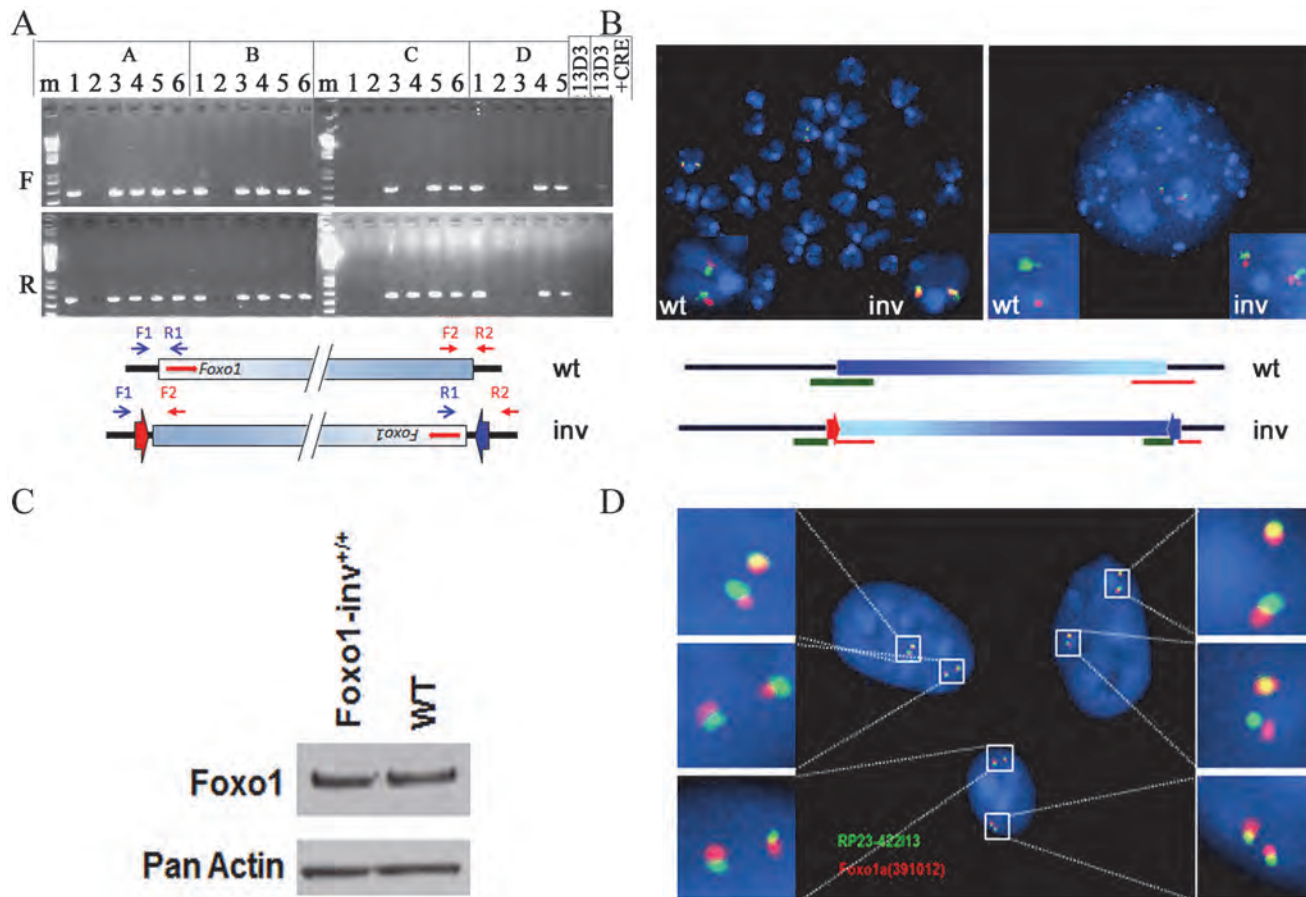 A
A B C D 13D3 13D3 +CRE
m 1 2 3 4 5 6 1 2 3 4 5 6 m 1 2 3 4 5 6 1 2 3 4 5
F
R
F1 R1 F2 R2
Foxo1 wt
F1 F2 R1 R2
Foxo1 inv
B
wt inv wt inv
wt
inv
C
Foxo1-inv+/+ WT
Foxo1
Pan Actin
D
RP23-422I13
Foxo1a(391012)